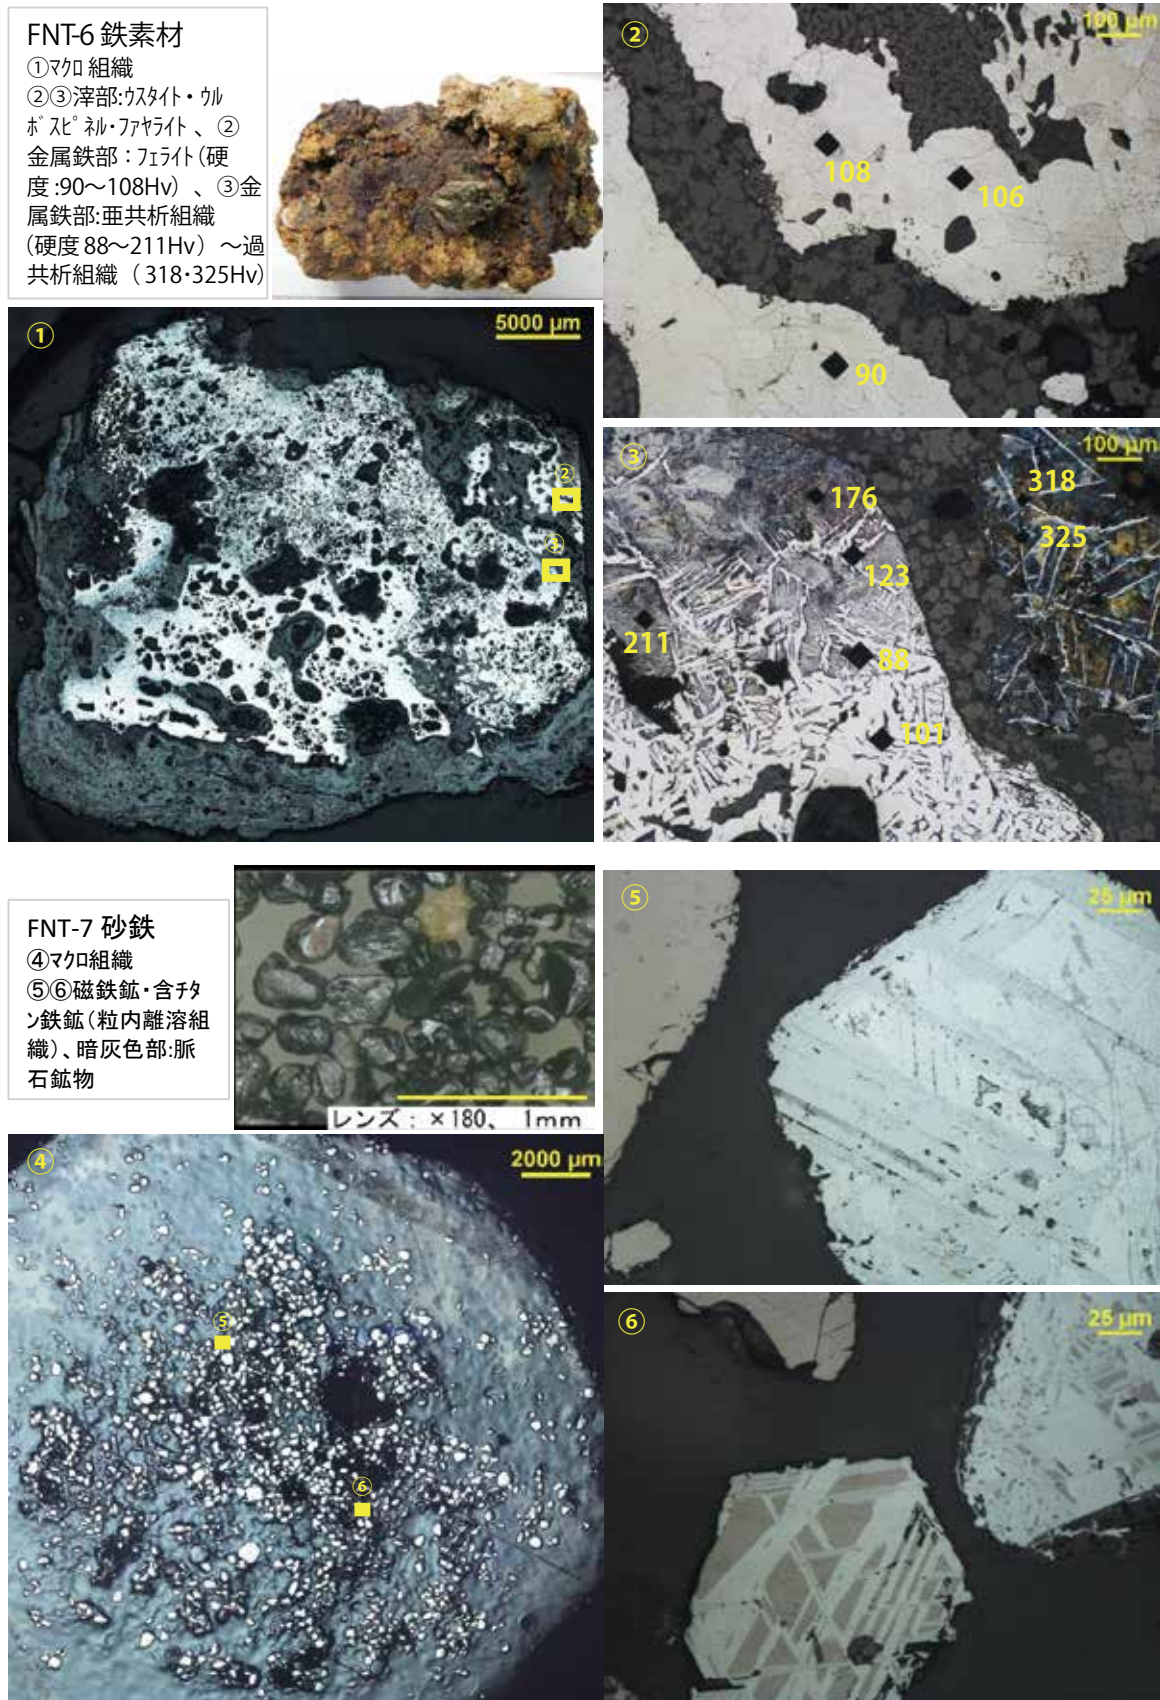 FNT-6 鉄素材
①マクロ 組織
②③滓部:ウスタイト・ウル
ボスピネル・ファヤライト 、②
金属鉄部：フェライト(硬
度:90～108Hv）、③金
属鉄部:亜共析組織
(硬度 88～211Hv）～過
共析組織（ 318・325Hv)
②
100 μm
108
106
90
①
5000 μm
②
③
③
100 μm
318
176
325
123
211
88
101
FNT-7 砂鉄
④マクロ組織
⑤⑥磁鉄鉱・含チタ
ン鉄鉱(粒内離溶組
織)、暗灰色部:脈
石鉱物
レンズ：×180、 1mm
⑤
25 μm
④
2000 μm
⑤
⑥
⑥
25 μm